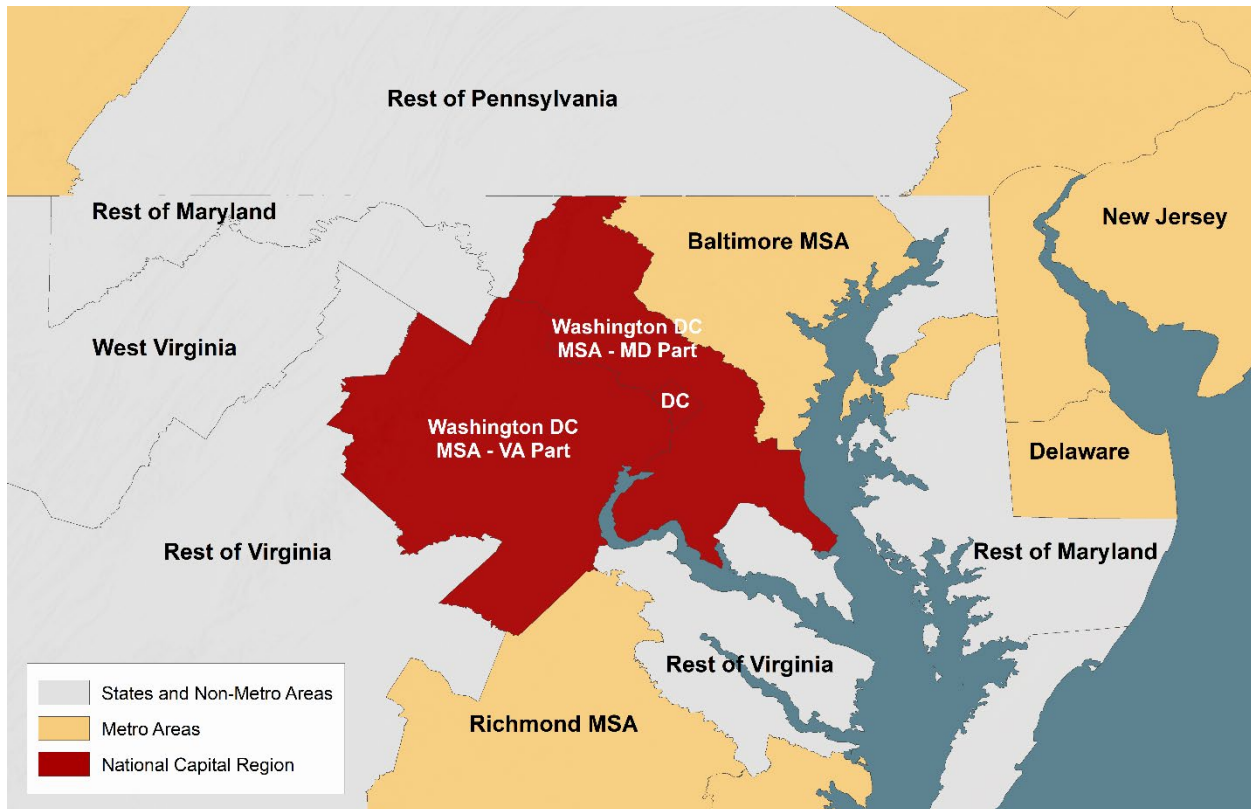 Rest of Pennsylvania
Rest of Maryland
New Jersey
Baltimore MSA
West Virginia
Washington DC
MSA - MD Part
DC
Washington DC
MSA - VA Part
Delaware
Rest of Virginia
Rest of Maryland
Rest of Virginia
Richmond MSA
States and Non-Metro Areas
Metro Areas
National Capital Region